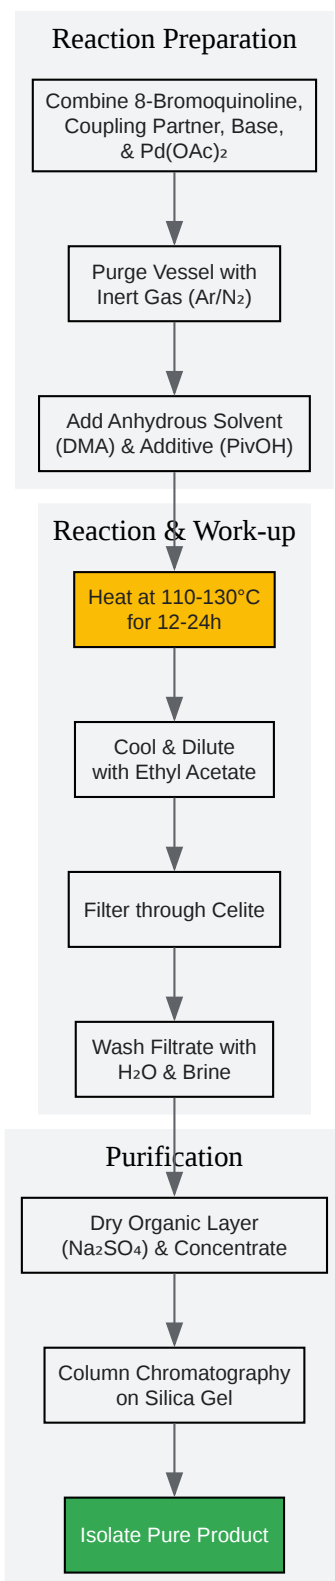 Reaction Preparation
Combine 8-Bromoquinoline,
Coupling Partner, Base,
& Pd(OAc)₂
Purge Vessel with
Inert Gas (Ar/N₂)
Add Anhydrous Solvent
(DMA) & Additive (PivOH)
Reaction & Work-up
Heat at 110-130°C
for 12-24h
Cool & Dilute
with Ethyl Acetate
Filter through Celite
Wash Filtrate with
H₂O & Brine
Purification
Dry Organic Layer
(Na₂SO₄) & Concentrate
Column Chromatography
on Silica Gel
Isolate Pure Product